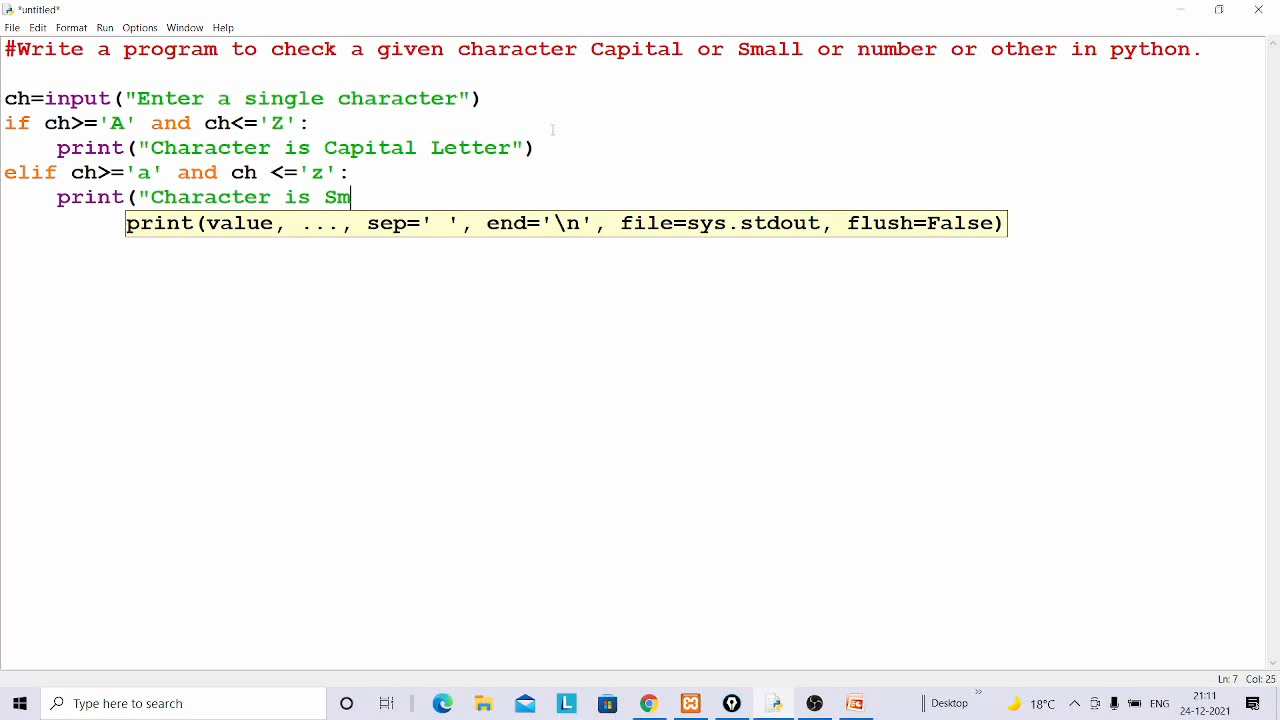 *untitled*
File Edit Format Run Options Window Help
#Write a program to check a given character Capital or Small or number or other in python.
ch=input("Enter a single character")
if ch>='A' and ch<='Z':
    print("Character is Capital Letter")
elif ch>='a' and ch <='z':
    print("Character is Sm
print(value, ..., sep=' ', end='\n', file=sys.stdout, flush=False)
Ln: 7 Col: 25
Type here to search
L
Desktop
18°C
ENG
21:11
24-12-2021